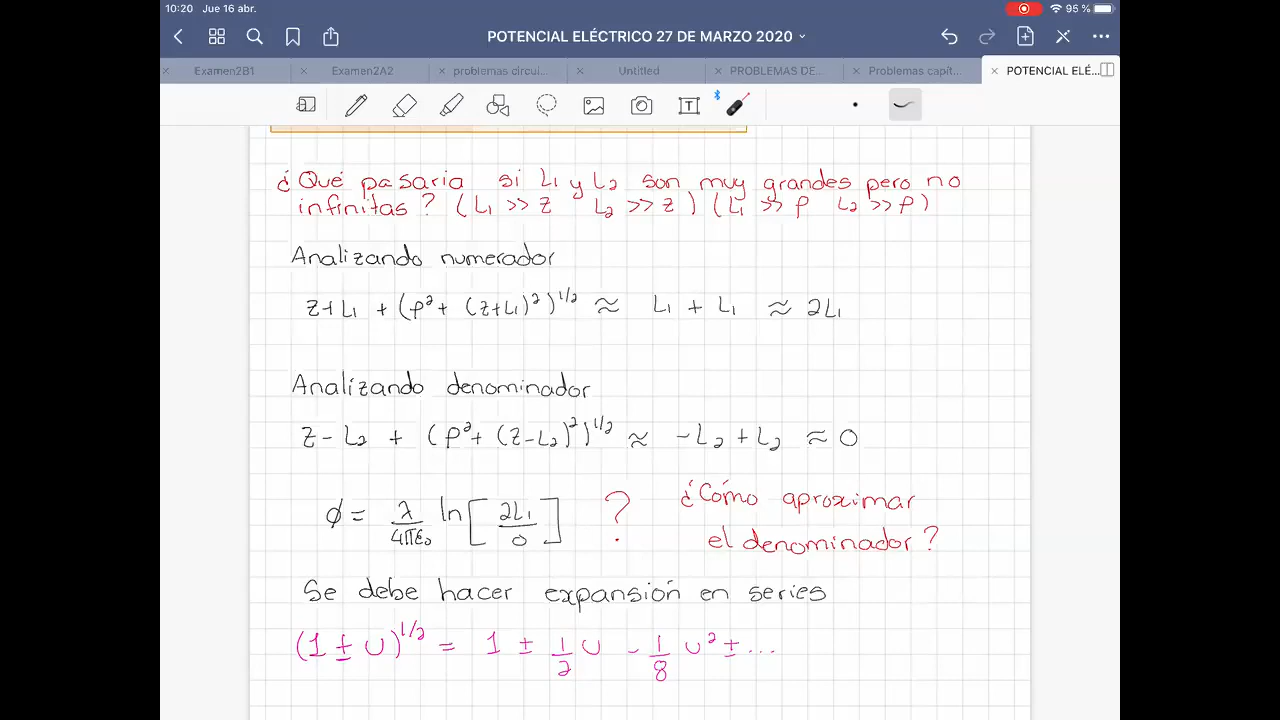 10:20 Jue 16 abr. 95 %
POTENCIAL ELÉCTRICO 27 DE MARZO 2020
Examen2B1 Examen2A2 problemas circui... Untitled PROBLEMAS DE... Problemas capít... POTENCIAL ELÉ...
¿Qué pasaría si L₁ y L₂ son muy grandes pero no
infinitas? (L₁ >> z L₂ >> z) (L₁ >> ρ L₂ >> ρ)
Analizando numerador
z+L₁ + (ρ² + (z+L₁)²)^1/2 ≈ L₁ + L₁ ≈ 2L₁
Analizando denominador
z - L₂ + (ρ² + (z-L₂)²)^1/2 ≈ -L₂ + L₂ ≈ 0
ϕ = λ/4πε₀ ln [2L₁/0] ? ¿Cómo aproximar
el denominador?
Se debe hacer expansión en series
(1 ± u)^1/2 = 1 ± 1/2 u - 1/8 u² ± ...